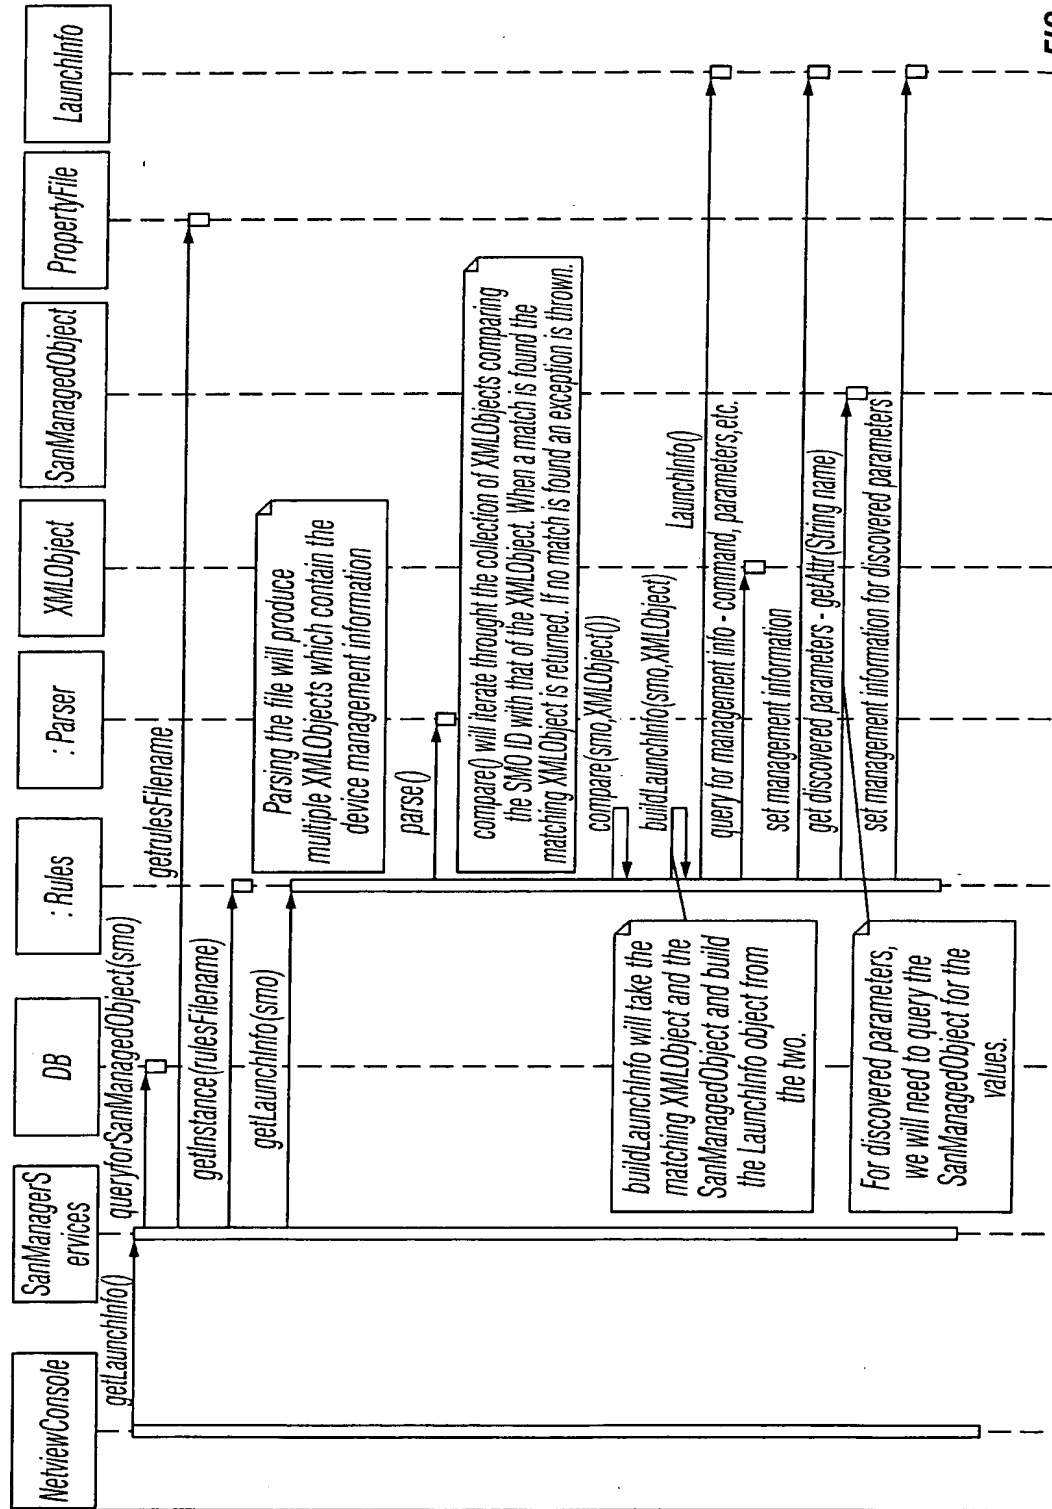 NetviewConsole
SanManagerS
ervices
DB
: Rules
: Parser
XMLObject
SanManagedObject
PropertyFile
LaunchInfo
getLaunchInfo()
queryforSanManagedObject(smo)
getrulesFilename
getInstance(rulesFilename)
getLaunchInfo(smo)
Parsing the file will produce
multiple XMLObjects which contain the
device management information
parse()
compare() will iterate throught the collection of XMLObjects comparing
the SMO ID with that of the XMLObject. When a match is found the
matching XMLObject is returned. If no match is found an exception is thrown.
compare(smo,XMLObject())
buildLaunchInfo(smo,XMLObject)
LaunchInfo()
query for management info - command, parameters,etc.
set management information
get discovered parameters - getAttr(String name)
set management information for discovered parameters
buildLaunchInfo will take the
matching XMLObject and the
SanManagedObject and build
the LaunchInfo object from
the two.
For discovered parameters,
we will need to query the
SanManagedObject for the
values.